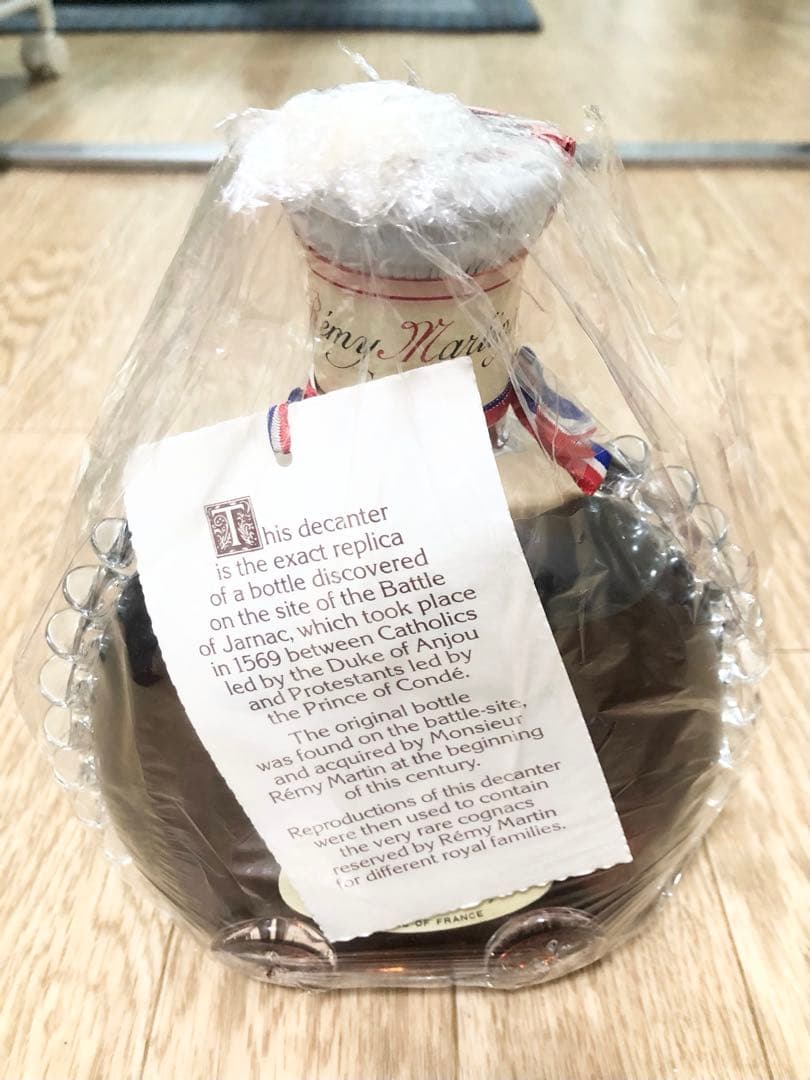 Rémy Martin
This decanter
is the exact replica
of a bottle discovered
on the site of the Battle
of Jarnac, which took place
in 1569 between Catholics
led by the Duke of Anjou
and Protestants led by
the Prince of Condé.
The original bottle
was found on the battle-site,
and acquired by Monsieur
Rémy Martin at the beginning
of this century.
Reproductions of this decanter
were then used to contain
the very rare cognacs
reserved by Rémy Martin
for different royal families.
OF FRANCE